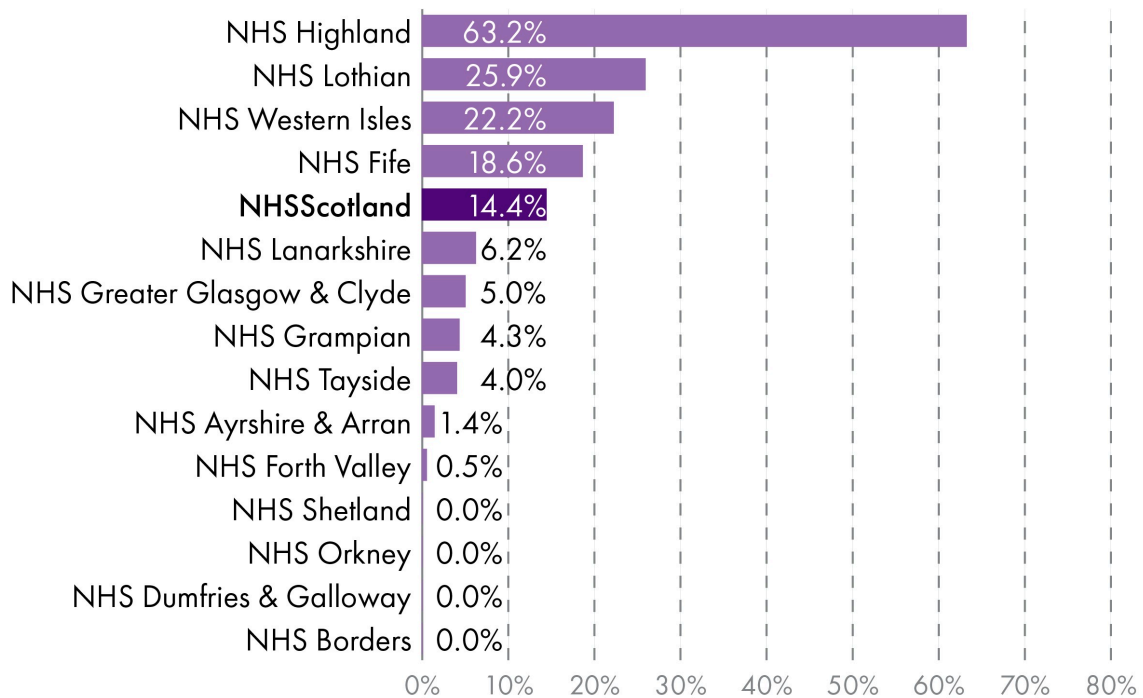 NHS Highland 63.2%
NHS Lothian 25.9%
NHS Western Isles 22.2%
NHS Fife 18.6%
NHSScotland 14.4%
NHS Lanarkshire 6.2%
NHS Greater Glasgow & Clyde 5.0%
NHS Grampian 4.3%
NHS Tayside 4.0%
NHS Ayrshire & Arran 1.4%
NHS Forth Valley 0.5%
NHS Shetland 0.0%
NHS Orkney 0.0%
NHS Dumfries & Galloway 0.0%
NHS Borders 0.0%
0% 10% 20% 30% 40% 50% 60% 70% 80%